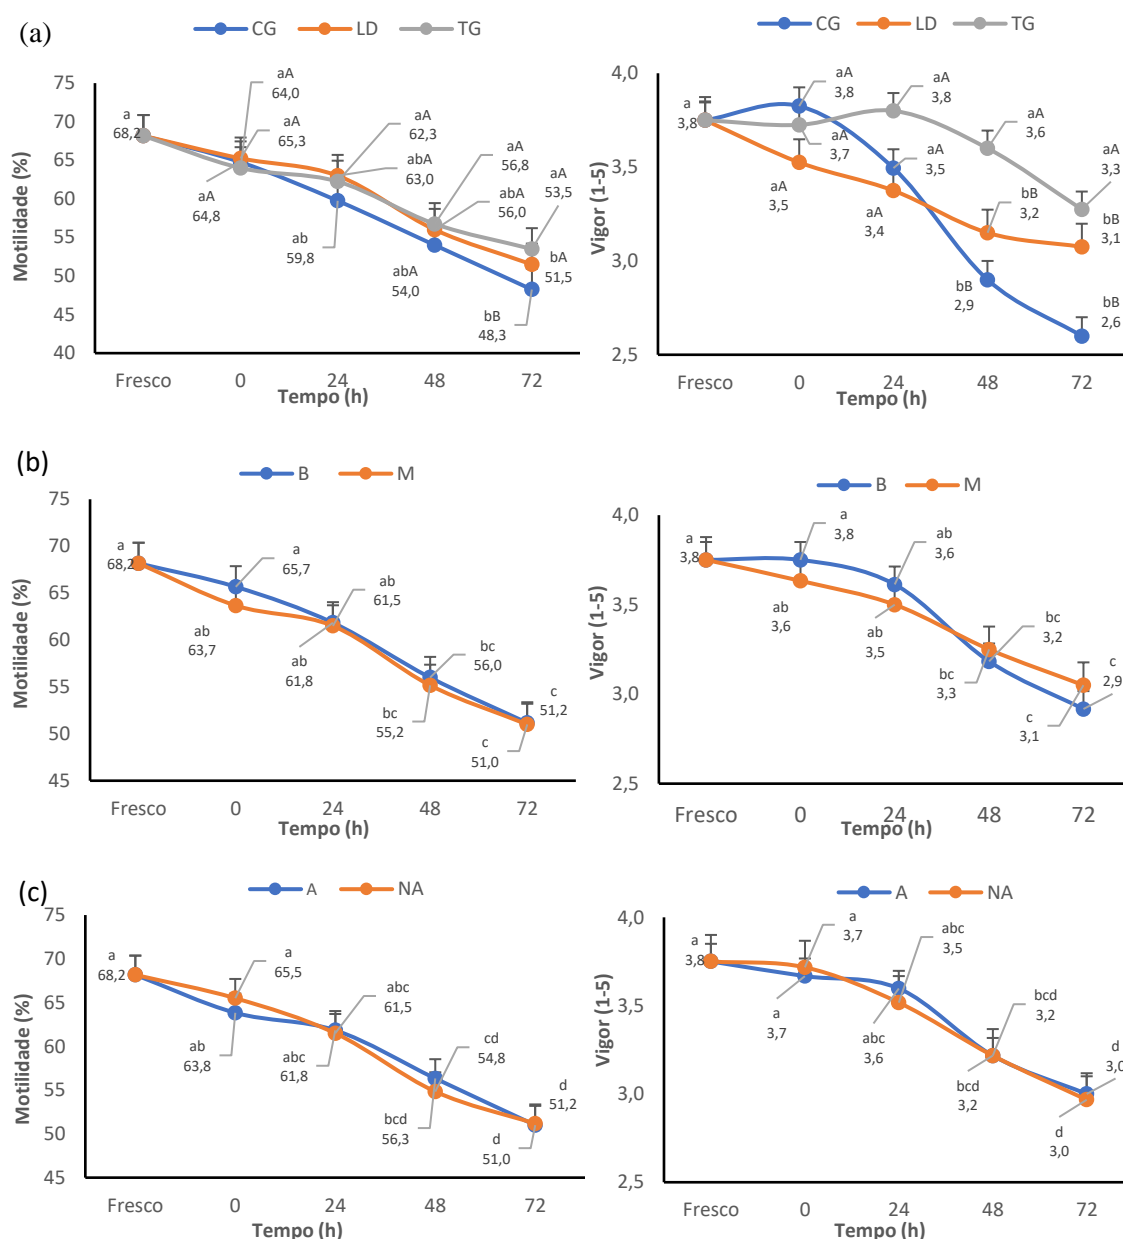 (a)
CG LD TG
Motilidade (%)
75
70
65
60
55
50
45
40
a
68,2
aA
64,0
aA
65,3
aA
64,8
aA
62,3
abA
63,0
ab
59,8
aA
56,8
abA
56,0
abA
54,0
aA
53,5
bA
51,5
bB
48,3
Fresco 0 24 48 72
Tempo (h)
CG LD TG
Vigor (1-5)
4,0
3,5
3,0
2,5
a
3,8
aA
3,8
aA
3,7
aA
3,5
aA
3,8
aA
3,5
aA
3,4
aA
3,6
bB
3,2
bB
2,9
aA
3,3
bB
3,1
bB
2,6
Fresco 0 24 48 72
Tempo (h)
(b)
B M
Motilidade (%)
75
70
65
60
55
50
45
a
68,2
a
65,7
ab
63,7
ab
61,5
ab
61,8
bc
56,0
bc
55,2
c
51,2
c
51,0
Fresco 0 24 48 72
Tempo (h)
B M
Vigor (1-5)
4,0
3,5
3,0
2,5
a
3,8
a
3,8
ab
3,6
ab
3,6
ab
3,5
bc
3,2
bc
3,3
c
2,9
c
3,1
Fresco 0 24 48 72
Tempo (h)
(c)
A NA
Motilidade (%)
75
70
65
60
55
50
45
a
68,2
a
65,5
ab
63,8
abc
61,5
abc
61,8
cd
54,8
bcd
56,3
d
51,2
d
51,0
Fresco 0 24 48 72
Tempo (h)
A NA
Vigor (1-5)
4,0
3,5
3,0
2,5
a
3,8
a
3,7
a
3,7
abc
3,5
abc
3,6
bcd
3,2
bcd
3,2
d
3,0
d
3,0
Fresco 0 24 48 72
Tempo (h)